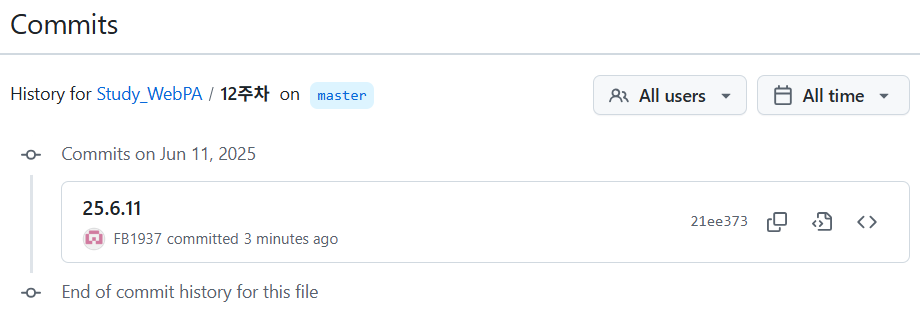 Commits
History for Study_WebPA / 12주차 on master
All users
All time
Commits on Jun 11, 2025
25.6.11
FB1937 committed 3 minutes ago
21ee373
End of commit history for this file